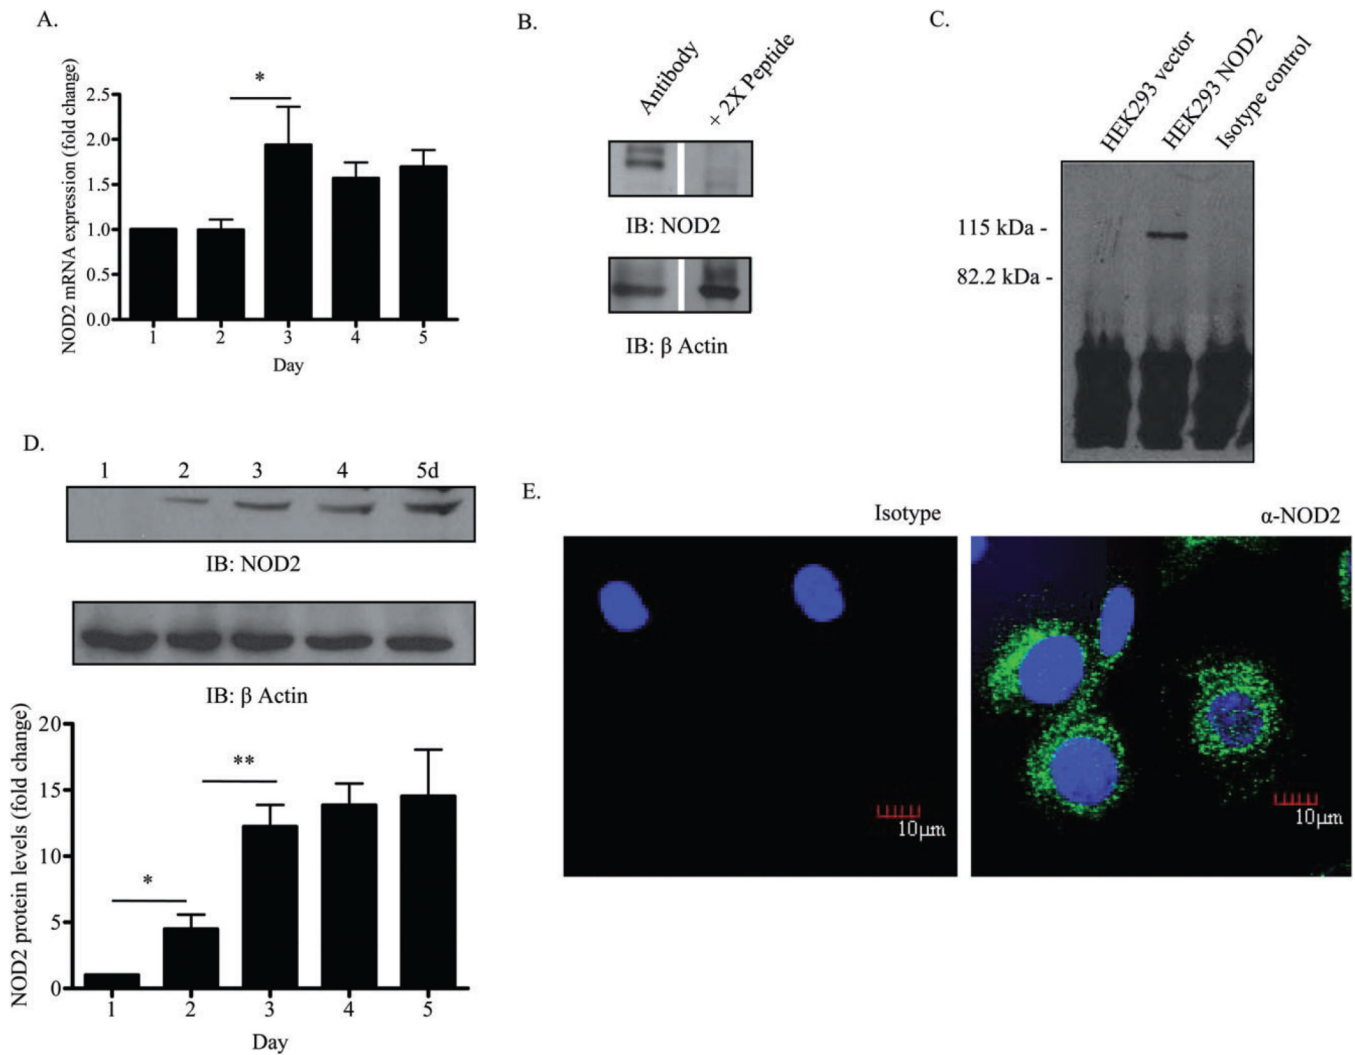 A.
NOD2 mRNA expression (fold change)
*
2.5
2.0
1.5
1.0
0.5
0.0
1 2 3 4 5
Day
B.
Antibody
+ 2X Peptide
IB: NOD2
IB: β Actin
C.
HEK293 vector
HEK293 NOD2
Isotype control
115 kDa -
82.2 kDa -
D.
1 2 3 4 5d
IB: NOD2
IB: β Actin
NOD2 protein levels (fold change)
20
15
10
5
0
*
**
1 2 3 4 5
Day
E.
Isotype
α-NOD2
10µm
10µm